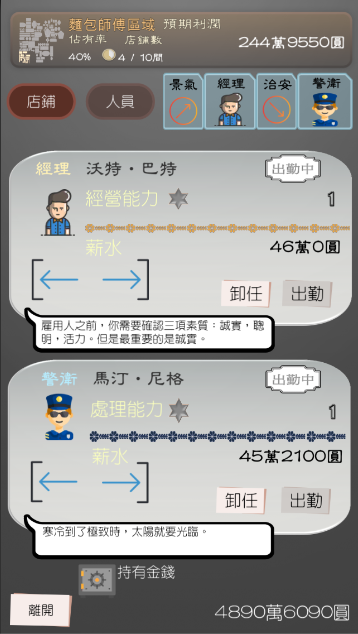 麵包師傅區域 預期利潤
佔有率 店舖數
244萬9550圓
40% 4 / 10間
店鋪 人員 景氣 經理 治安 警衛
經理 沃特·巴特 出勤中
經營能力 1
薪水 46萬0圓
卸任 出勤
雇用人之前，你需要確認三項素質：誠實，聰
明，活力。但是最重要的是誠實。
警衛 馬汀·尼格 出勤中
處理能力 1
薪水 45萬2100圓
卸任 出勤
寒冷到了極致時，太陽就要光臨。
持有金錢
離開 4890萬6090圓